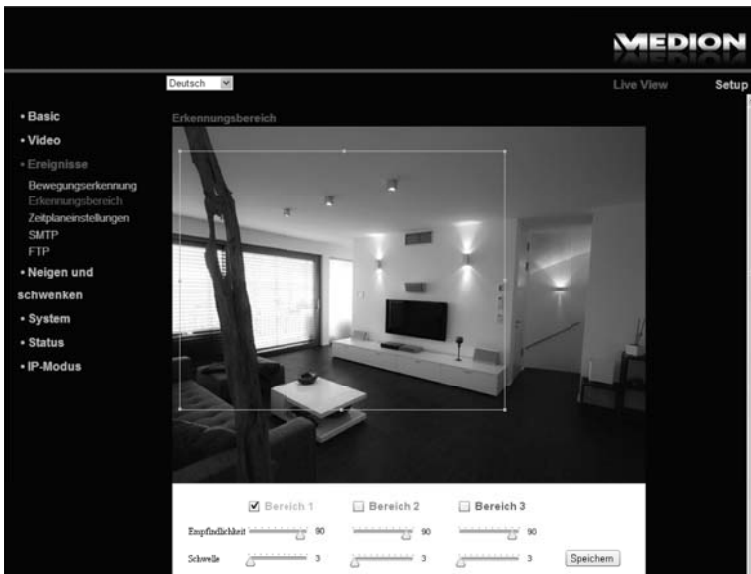 MEDION
Deutsch
Live View Setup
• Basic
• Video
• Ereignisse
Bewegungserkennung
Erkennungsbereich
Zeitplaneinstellungen
SMTP
FTP
• Neigen und
schwenken
• System
• Status
• IP-Modus
Erkennungsbereich
Bereich 1 Bereich 2 Bereich 3
Empfindlichkeit 90 90 90
Schwelle 3 3 3 Speichern